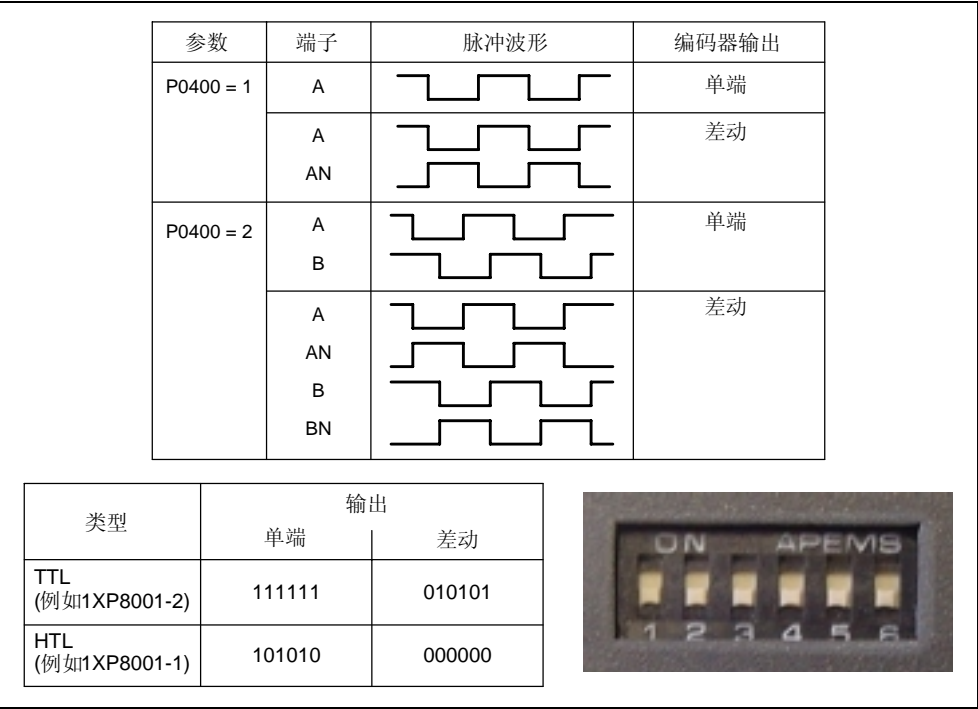 参数 端子 脉冲波形 编码器输出
P0400 = 1 A 单端
A 差动
AN
P0400 = 2 A 单端
B
A 差动
AN
B
BN
类型 输出
单端 差动
TTL
(例如1XP8001-2) 111111 010101
HTL
(例如1XP8001-1) 101010 000000
ON APEMS
1 2 3 4 5 6